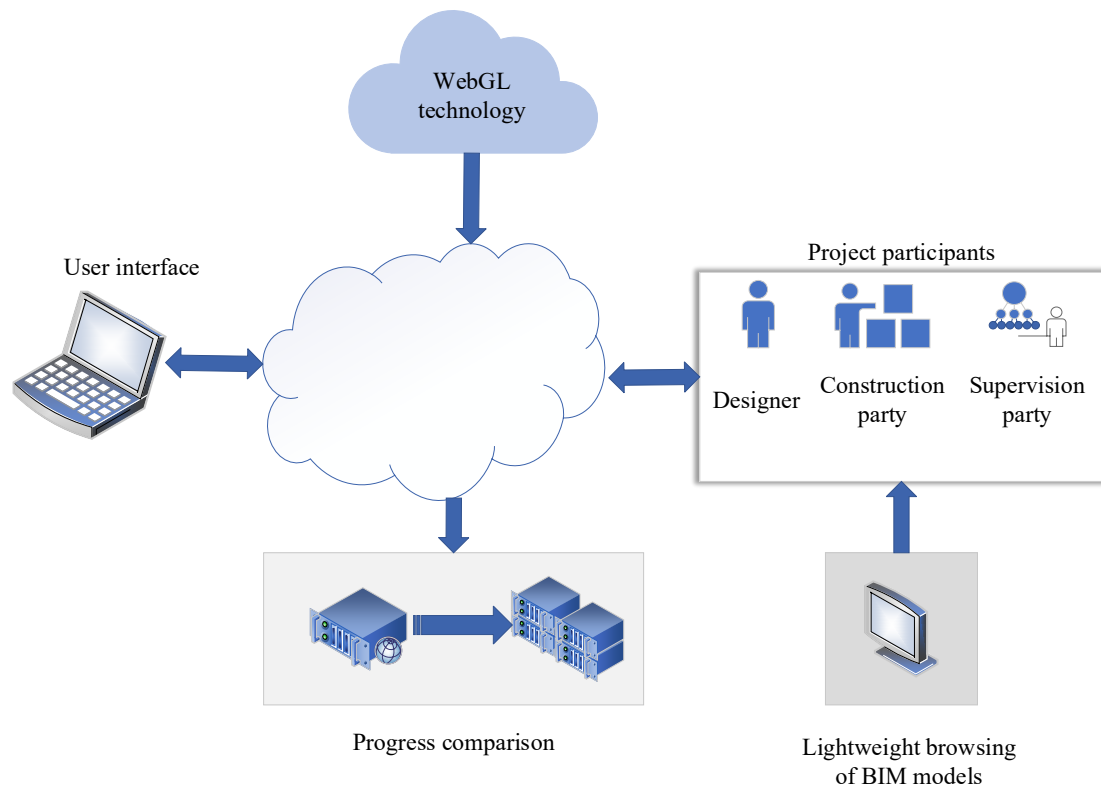 WebGL
technology
User interface
Project participants
Designer
Construction
party
Supervision
party
Progress comparison
Lightweight browsing
of BIM models